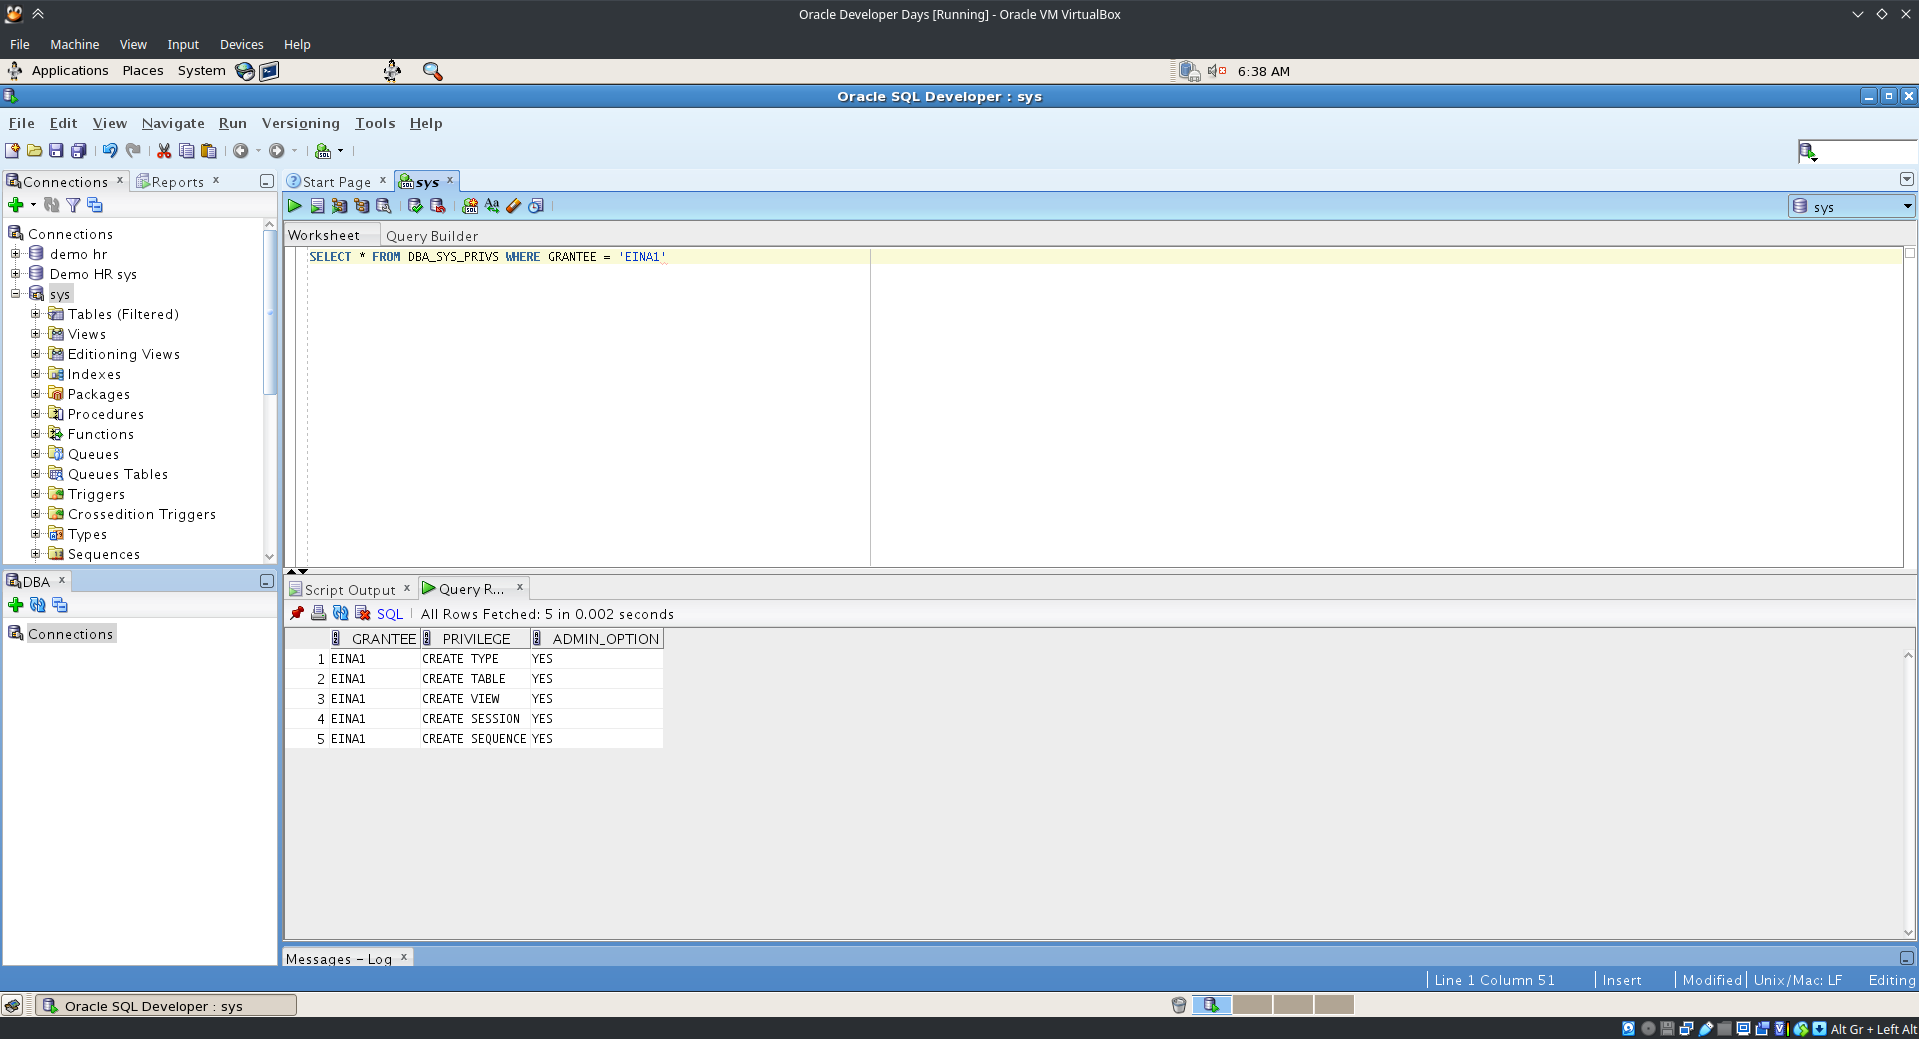 Oracle Developer Days [Running] - Oracle VM VirtualBox
File Machine View Input Devices Help
Applications Places System 6:38 AM
Oracle SQL Developer : sys
File Edit View Navigate Run Versioning Tools Help
Connections Reports
Start Page sys
sys
Worksheet Query Builder
SELECT * FROM DBA_SYS_PRIVS WHERE GRANTEE = 'EINA1'
Connections
demo hr
Demo HR sys
sys
Tables (Filtered)
Views
Editioning Views
Indexes
Packages
Procedures
Functions
Queues
Queues Tables
Triggers
Crossedition Triggers
Types
Sequences
DBA
Connections
Script Output Query R...
SQL All Rows Fetched: 5 in 0.002 seconds
GRANTEE PRIVILEGE ADMIN_OPTION
1 EINA1 CREATE TYPE YES
2 EINA1 CREATE TABLE YES
3 EINA1 CREATE VIEW YES
4 EINA1 CREATE SESSION YES
5 EINA1 CREATE SEQUENCE YES
Messages - Log
Line 1 Column 51 Insert Modified Unix/Mac: LF Editing
Oracle SQL Developer : sys
Alt Gr + Left Alt